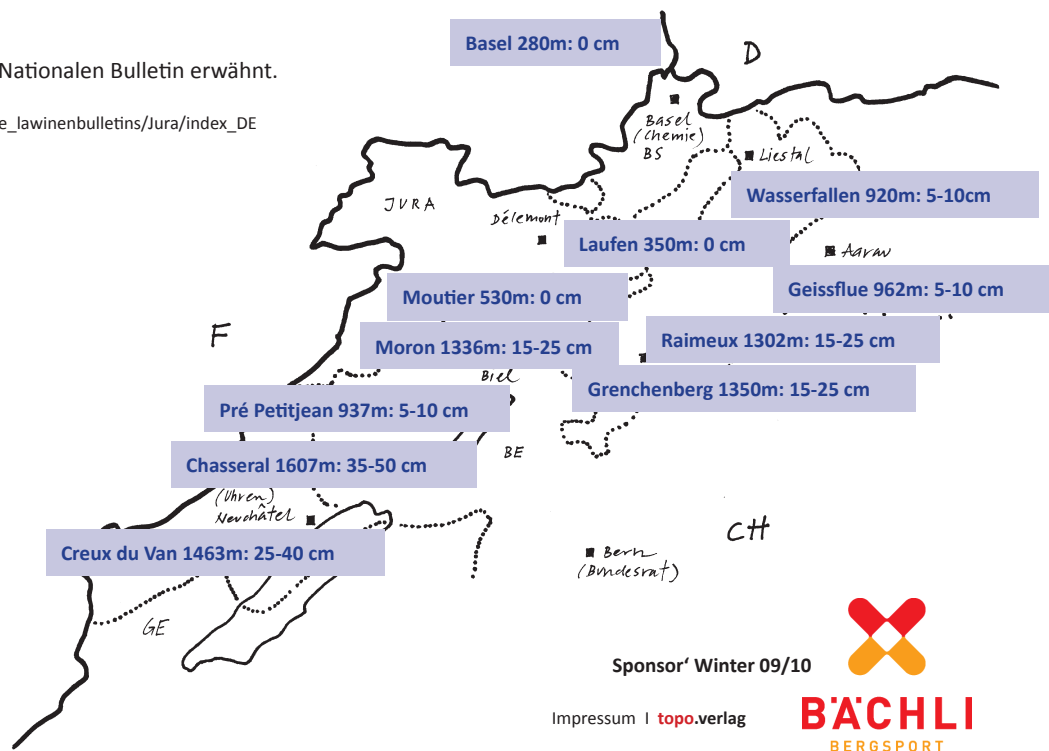 Basel 280m: 0 cm
D
Nationalen Bulletin erwähnt.
e_lawinenbulletins/Jura/index_DE
Basel
(Chemie)
BS
Liestal
Wasserfallen 920m: 5-10cm
JURA
Délemont
Laufen 350m: 0 cm
Aarau
Moutier 530m: 0 cm
Geissflue 962m: 5-10 cm
F
Moron 1336m: 15-25 cm
Raimeux 1302m: 15-25 cm
Biel
Grenchenberg 1350m: 15-25 cm
Pré Petitjean 937m: 5-10 cm
BE
Chasseral 1607m: 35-50 cm
(Uhren)
Neuchâtel
CH
Creux du Van 1463m: 25-40 cm
Bern
(Bundesrat)
GE
Sponsor‘ Winter 09/10
Impressum I topo.verlag
BÄCHLI
BERGSPORT